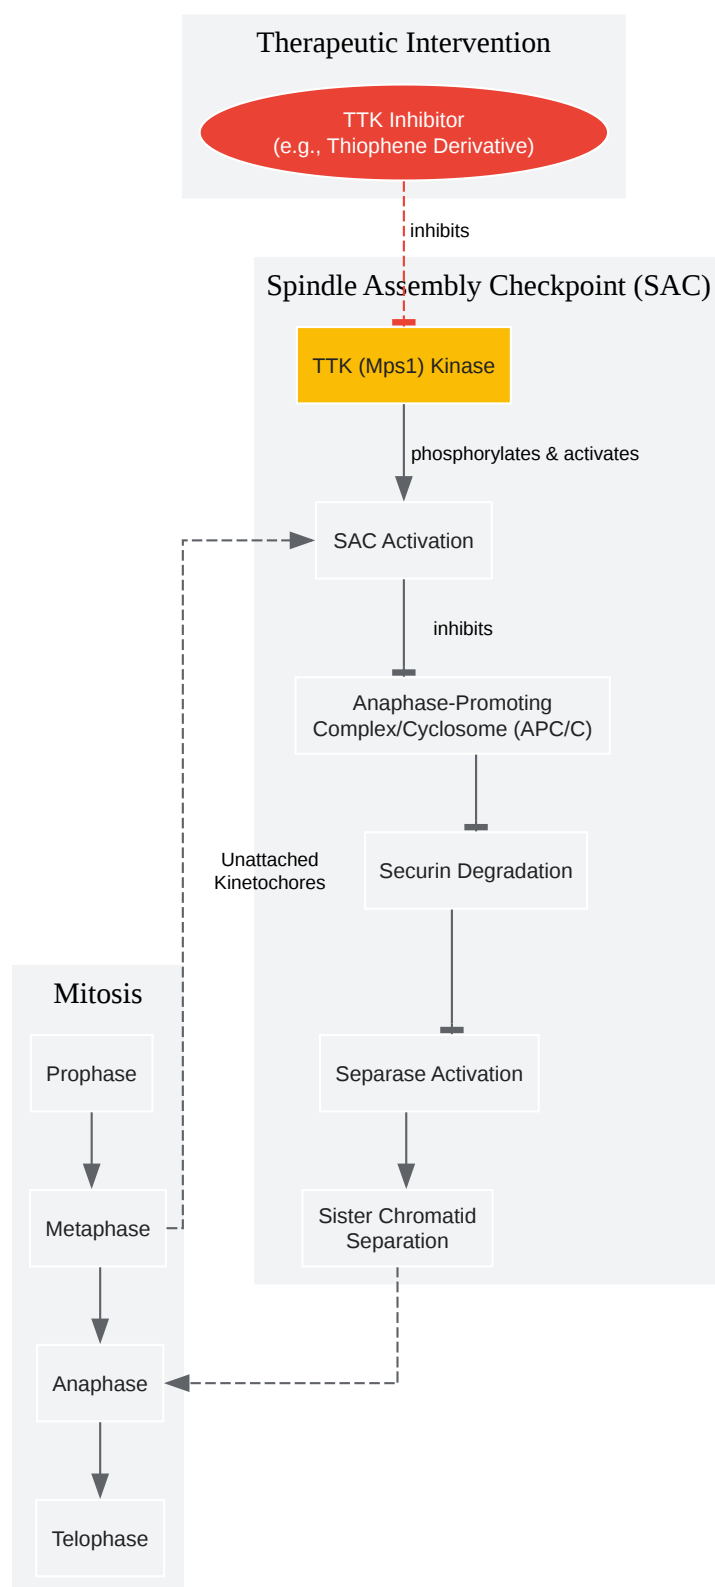 Therapeutic Intervention
TTK Inhibitor
(e.g., Thiophene Derivative)
inhibits
Spindle Assembly Checkpoint (SAC)
TTK (Mps1) Kinase
phosphorylates & activates
SAC Activation
inhibits
Anaphase-Promoting
Complex/Cyclosome (APC/C)
Unattached
Kinetochores
Securin Degradation
Mitosis
Prophase
Separase Activation
Metaphase
Sister Chromatid
Separation
Anaphase
Telophase